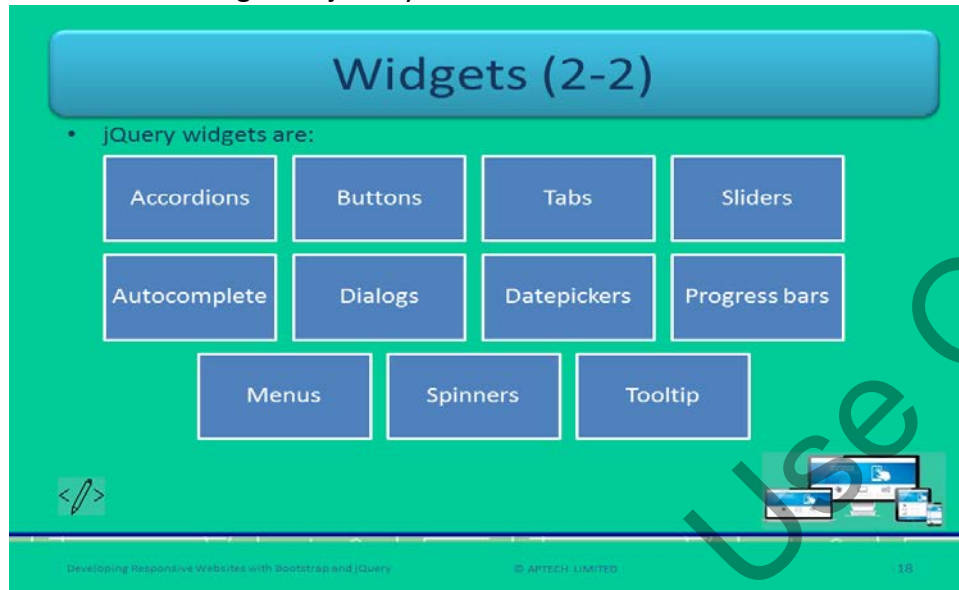 Widgets (2-2)
• jQuery widgets are:
Accordions Buttons Tabs Sliders
Autocomplete Dialogs Datepickers Progress bars
Menus Spinners Tooltip
</>
Developing Responsive Websites with Bootstrap and jQuery © APTECH LIMITED 18
Use